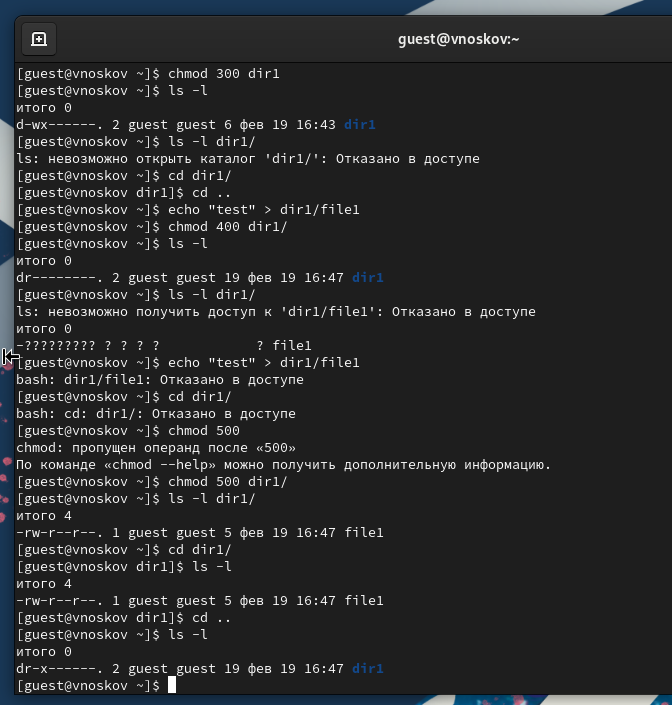 guest@vnoskov:~
[guest@vnoskov ~]$ chmod 300 dir1
[guest@vnoskov ~]$ ls -l
итого 0
d-wx------. 2 guest guest 6 фев 19 16:43 dir1
[guest@vnoskov ~]$ ls -l dir1/
ls: невозможно открыть каталог 'dir1/': Отказано в доступе
[guest@vnoskov ~]$ cd dir1/
[guest@vnoskov dir1]$ cd ..
[guest@vnoskov ~]$ echo "test" > dir1/file1
[guest@vnoskov ~]$ chmod 400 dir1/
[guest@vnoskov ~]$ ls -l
итого 0
dr--------. 2 guest guest 19 фев 19 16:47 dir1
[guest@vnoskov ~]$ ls -l dir1/
ls: невозможно получить доступ к 'dir1/file1': Отказано в доступе
итого 0
-????????? ? ? ? ?            ? file1
[guest@vnoskov ~]$ echo "test" > dir1/file1
bash: dir1/file1: Отказано в доступе
[guest@vnoskov ~]$ cd dir1/
bash: cd: dir1/: Отказано в доступе
[guest@vnoskov ~]$ chmod 500
chmod: пропущен операнд после «500»
По команде «chmod --help» можно получить дополнительную информацию.
[guest@vnoskov ~]$ chmod 500 dir1/
[guest@vnoskov ~]$ ls -l dir1/
итого 4
-rw-r--r--. 1 guest guest 5 фев 19 16:47 file1
[guest@vnoskov ~]$ cd dir1/
[guest@vnoskov dir1]$ ls -l
итого 4
-rw-r--r--. 1 guest guest 5 фев 19 16:47 file1
[guest@vnoskov dir1]$ cd ..
[guest@vnoskov ~]$ ls -l
итого 0
dr-x------. 2 guest guest 19 фев 19 16:47 dir1
[guest@vnoskov ~]$